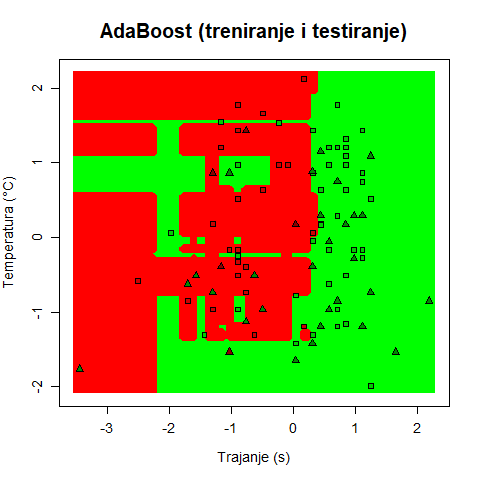 AdaBoost (treniranje i testiranje)
2
1
0
-1
-2
Temperatura (°C)
-3 -2 -1 0 1 2
Trajanje (s)